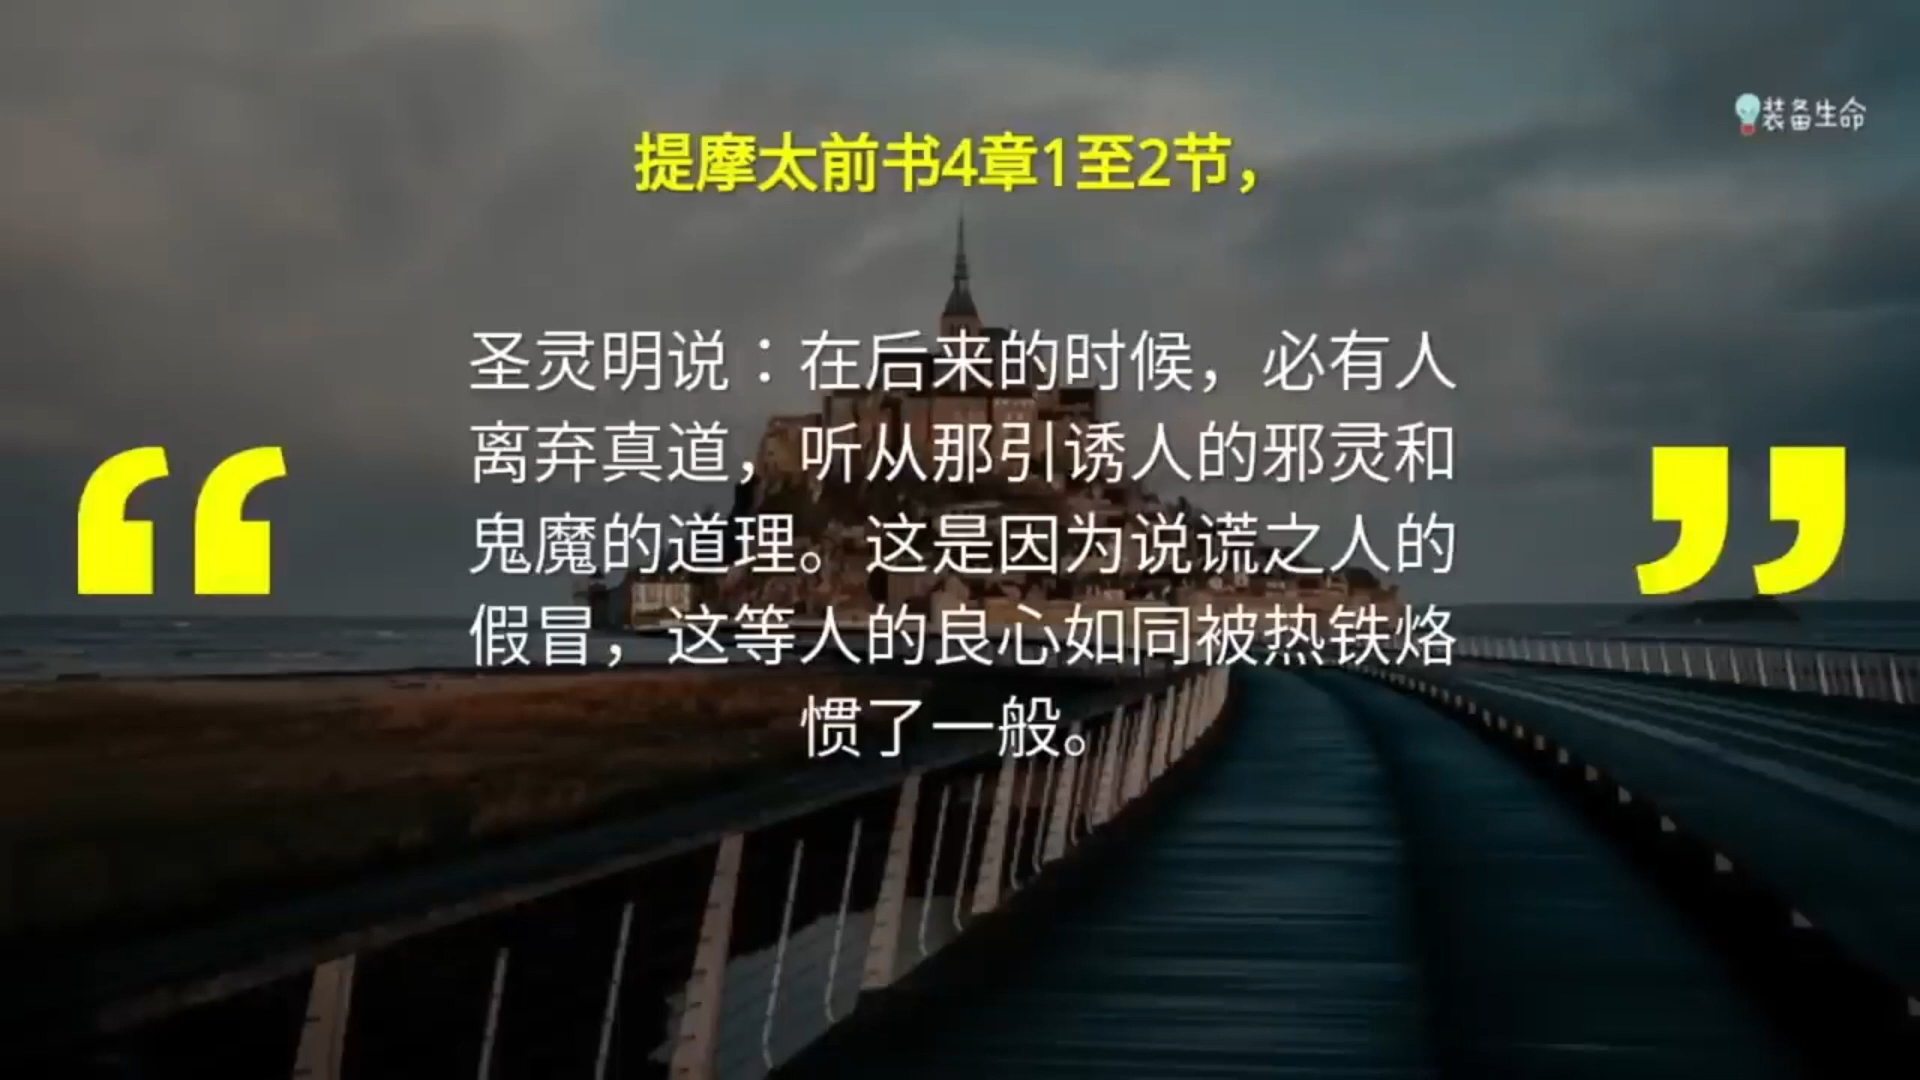 装备生命
提摩太前书4章1至2节，
圣灵明说：在后来的时候，必有人
离弃真道，听从那引诱人的邪灵和
鬼魔的道理。这是因为说谎之人的
假冒，这等人的良心如同被热铁烙
惯了一般。